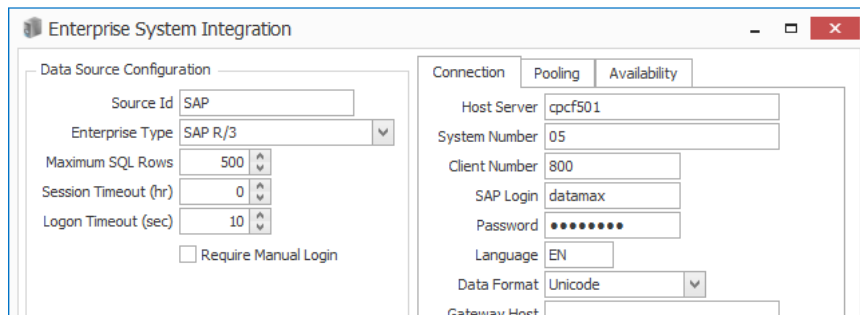 Enterprise System Integration
Data Source Configuration
Source Id SAP
Enterprise Type SAP R/3
Maximum SQL Rows 500
Session Timeout (hr) 0
Logon Timeout (sec) 10
Require Manual Login
Connection Pooling Availability
Host Server cpcf501
System Number 05
Client Number 800
SAP Login datamax
Password ●●●●●●●●
Language EN
Data Format Unicode
Gateway Host